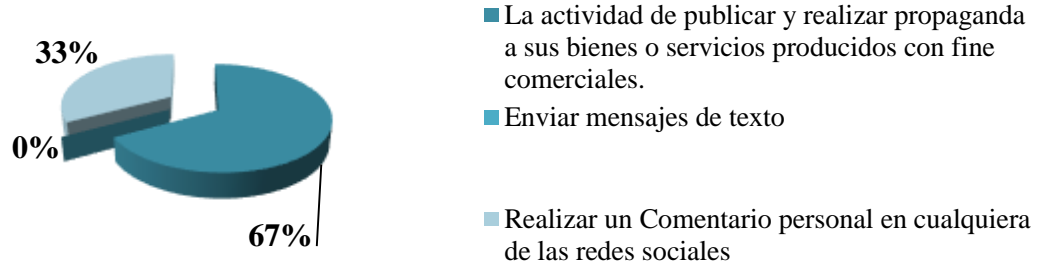 La actividad de publicar y realizar propaganda
a sus bienes o servicios producidos con fine
comerciales.
33%
Enviar mensajes de texto
0%
Realizar un Comentario personal en cualquiera
de las redes sociales
67%